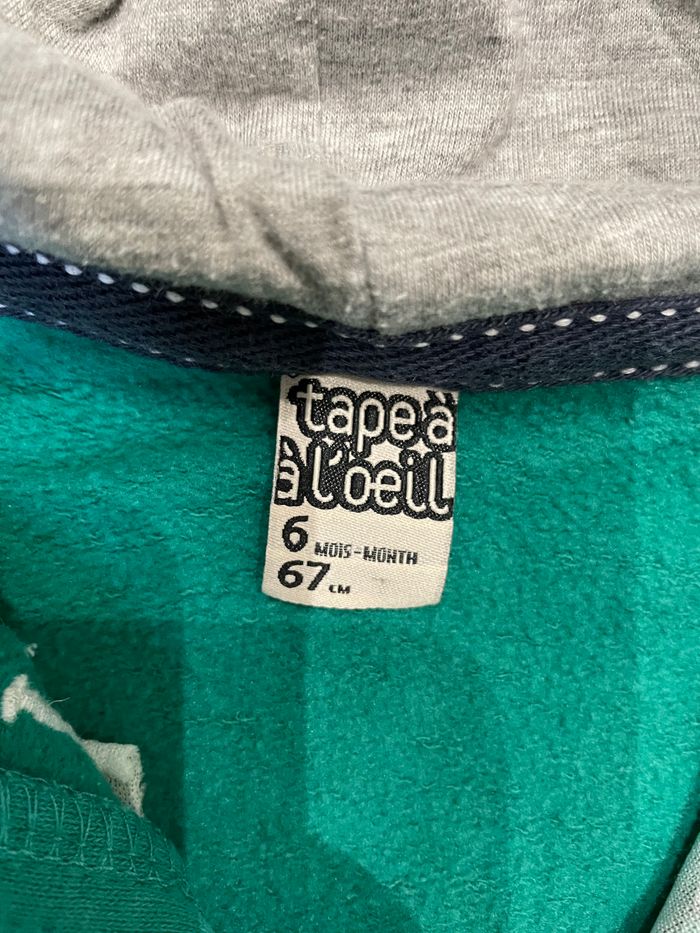 tape à
à l'oeil
6 MOIS-MONTH
67 CM